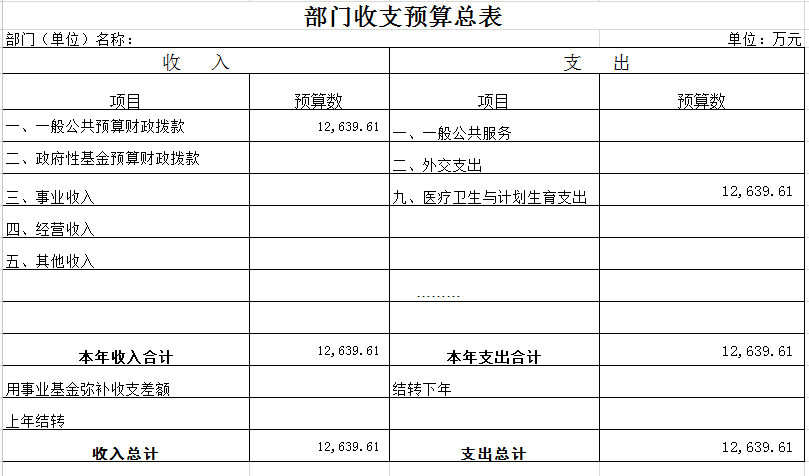 部门收支预算总表
部门（单位）名称： 单位：万元
收 入 支 出
项目 预算数 项目 预算数
一、一般公共预算财政拨款 12,639.61 一、一般公共服务
二、政府性基金预算财政拨款 二、外交支出
三、事业收入 九、医疗卫生与计划生育支出 12,639.61
四、经营收入
五、其他收入
………
本年收入合计 12,639.61 本年支出合计 12,639.61
用事业基金弥补收支差额 结转下年
上年结转
收入总计 12,639.61 支出总计 12,639.61